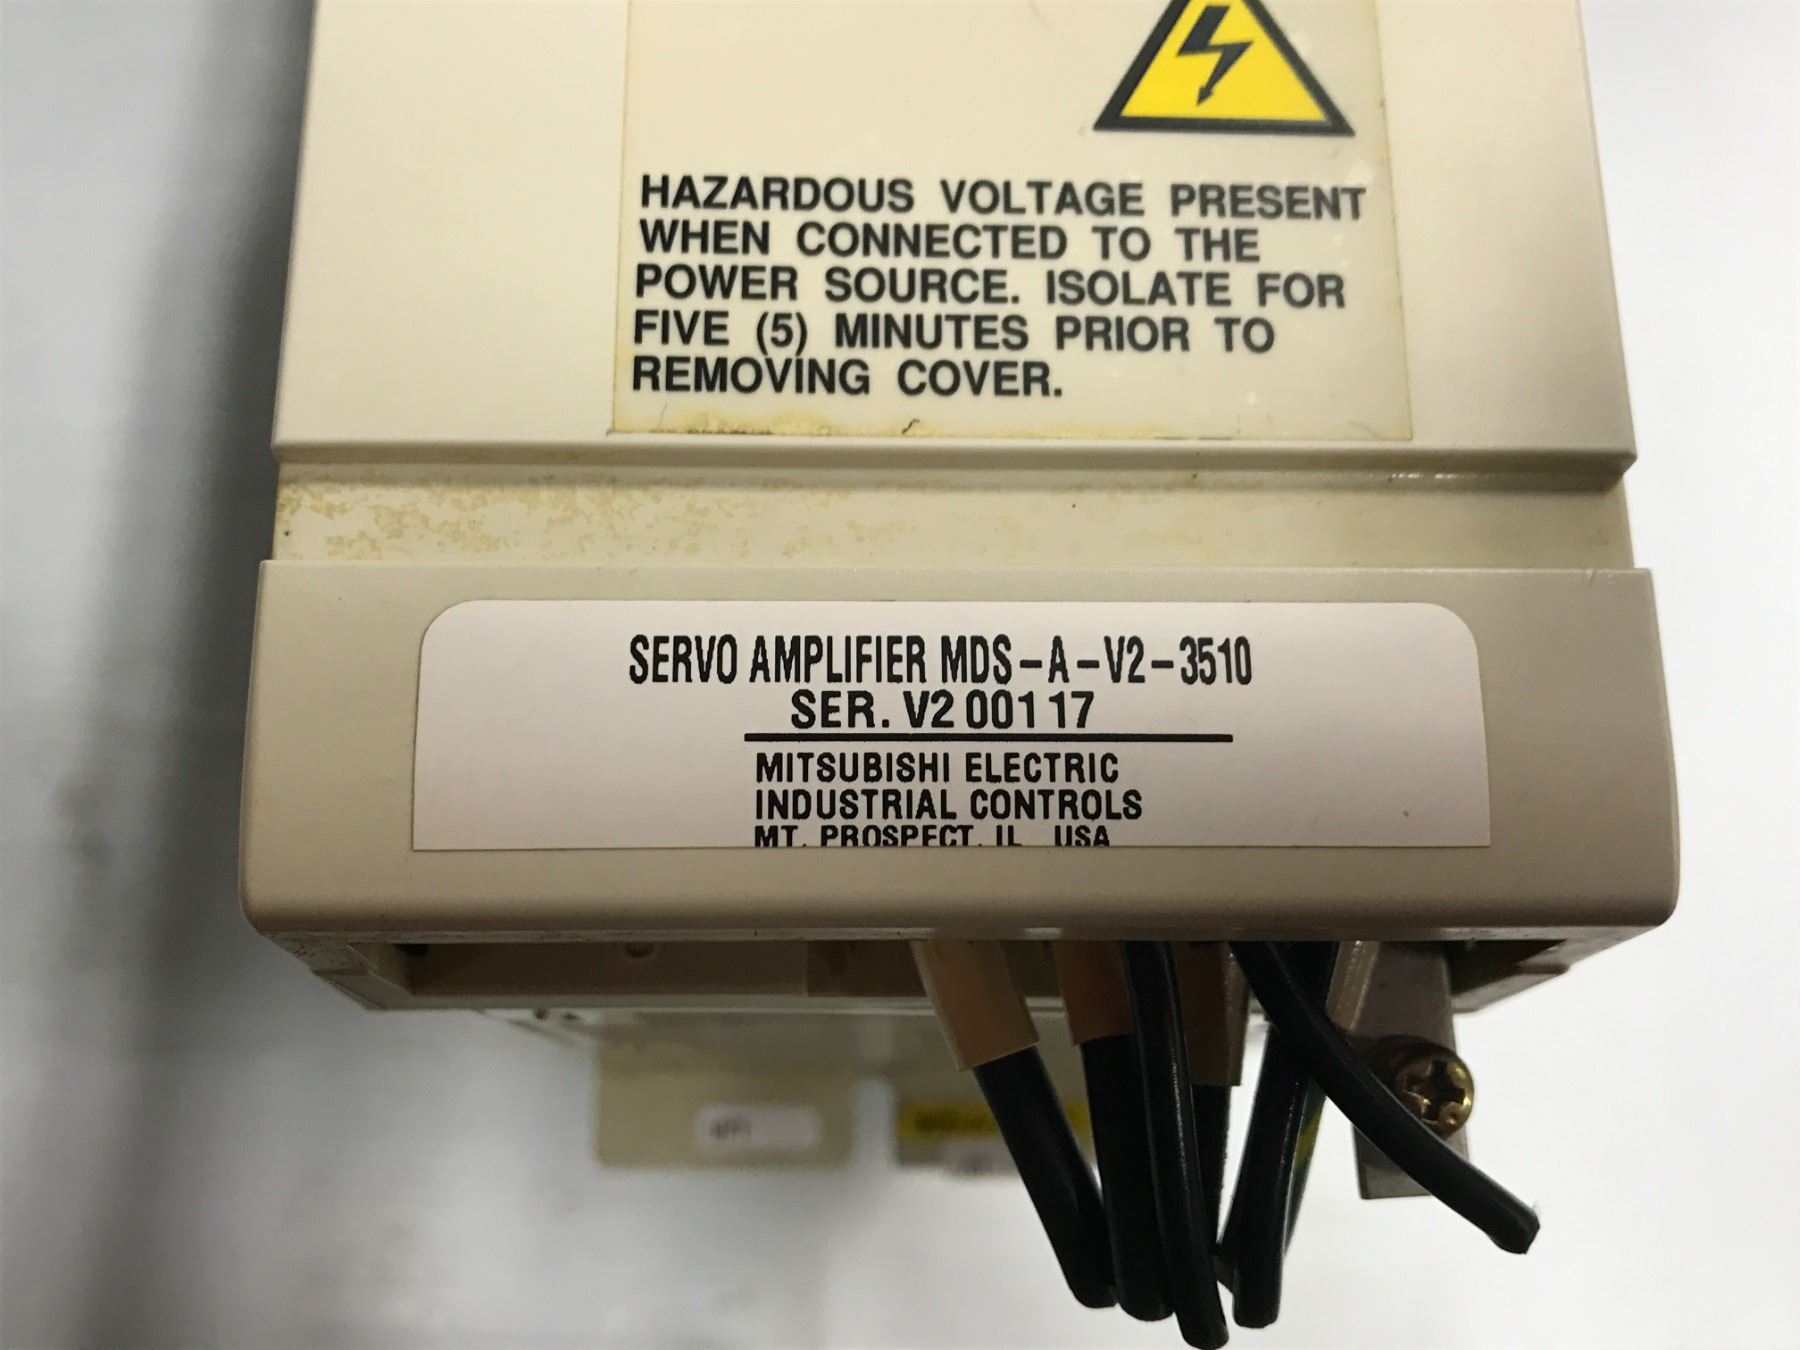 HAZARDOUS VOLTAGE PRESENT
WHEN CONNECTED TO THE
POWER SOURCE. ISOLATE FOR
FIVE (5) MINUTES PRIOR TO
REMOVING COVER.
SERVO AMPLIFIER MDS-A-V2-3510
SER. V2 00117
MITSUBISHI ELECTRIC
INDUSTRIAL CONTROLS
MT. PROSPECT, IL USA